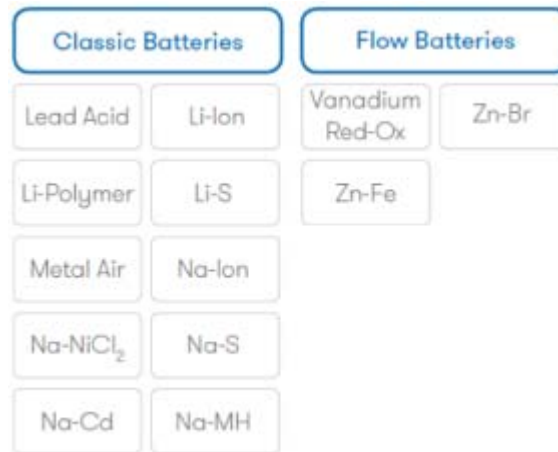 Classic Batteries
Flow Batteries
Lead Acid
Li-Ion
Vanadium
Red-Ox
Zn-Br
Li-Polymer
Li-S
Zn-Fe
Metal Air
Na-Ion
Na-NiCl₂
Na-S
Na-Cd
Na-MH